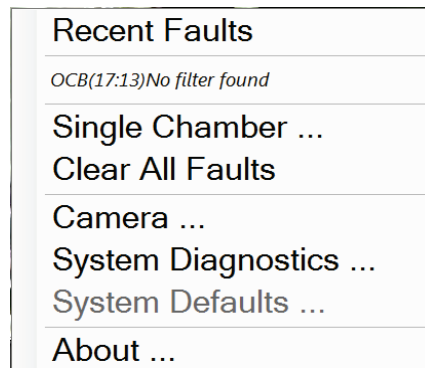 Recent Faults
OCB(17:13)No filter found
Single Chamber ...
Clear All Faults
Camera ...
System Diagnostics ...
System Defaults ...
About ...